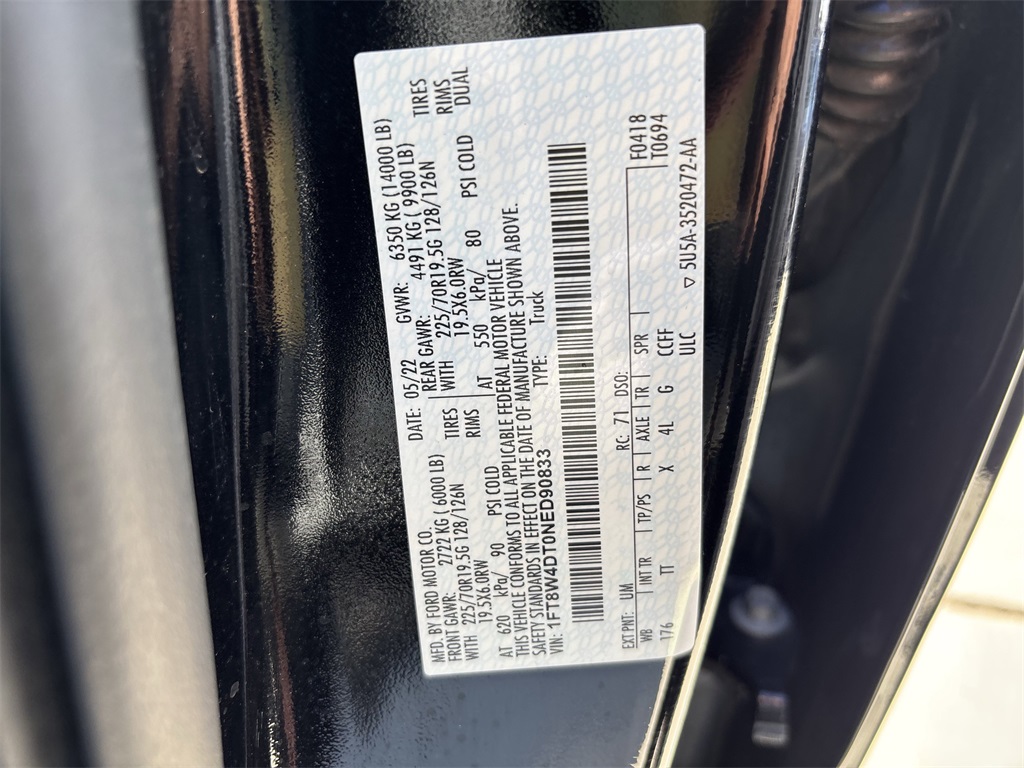 MFD. BY FORD MOTOR CO.
DATE: 05/22 GVWR: 6350 KG (14000 LB)
FRONT GAWR: 2722 KG ( 6000 LB)
REAR GAWR: 4491 KG ( 9900 LB)
WITH 225/70R19.5G 128/126N TIRES
WITH 225/70R19.5G 128/126N TIRES
19.5X6.0RW RIMS
19.5X6.0RW RIMS
AT 620 kPa/ 90 PSI COLD
AT 550 kPa/ 80 PSI COLD DUAL
THIS VEHICLE CONFORMS TO ALL APPLICABLE FEDERAL MOTOR VEHICLE
SAFETY STANDARDS IN EFFECT ON THE DATE OF MANUFACTURE SHOWN ABOVE.
VIN: 1FT8W4DT0NED90833 TYPE: Truck
EXT PNT: UM RC: 71 DSO: F0418
WB INT TR TP/PS R AXLE TR SPR T0694
176 TT X 4L G CCFF
ULC ▽ 5U5A-3520472-AA